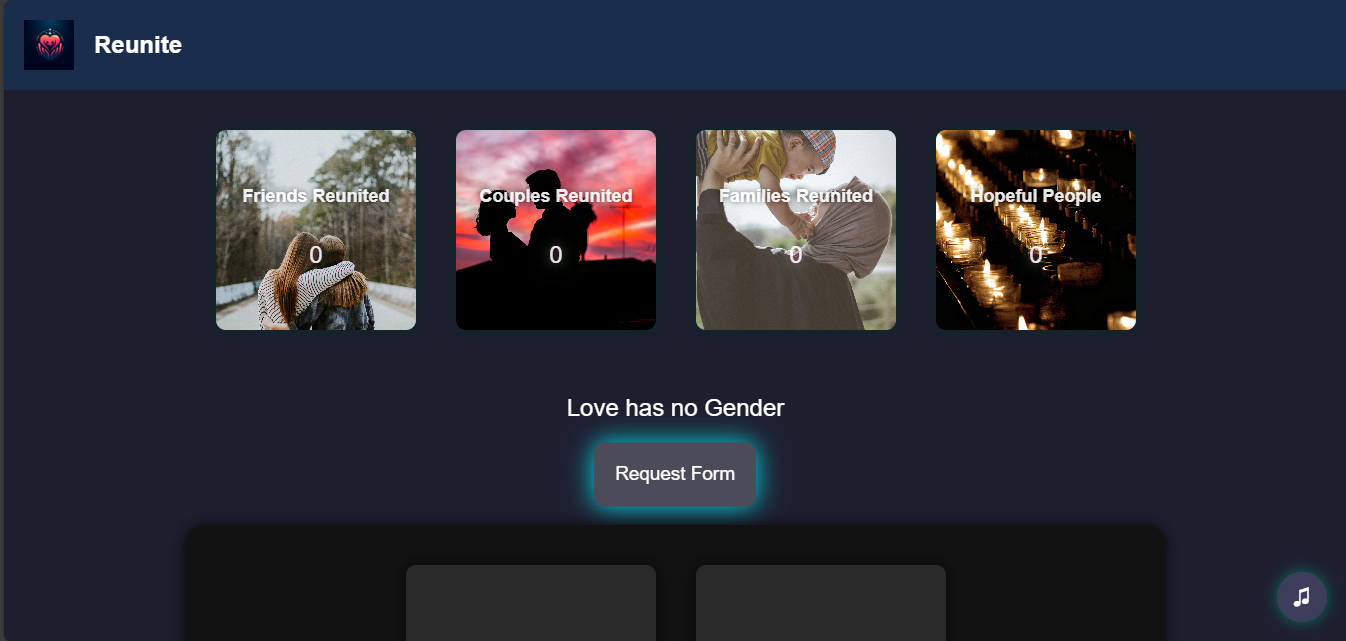 Reunite
Friends Reunited
0
Couples Reunited
0
Families Reunited
0
Hopeful People
0
Love has no Gender
Request Form